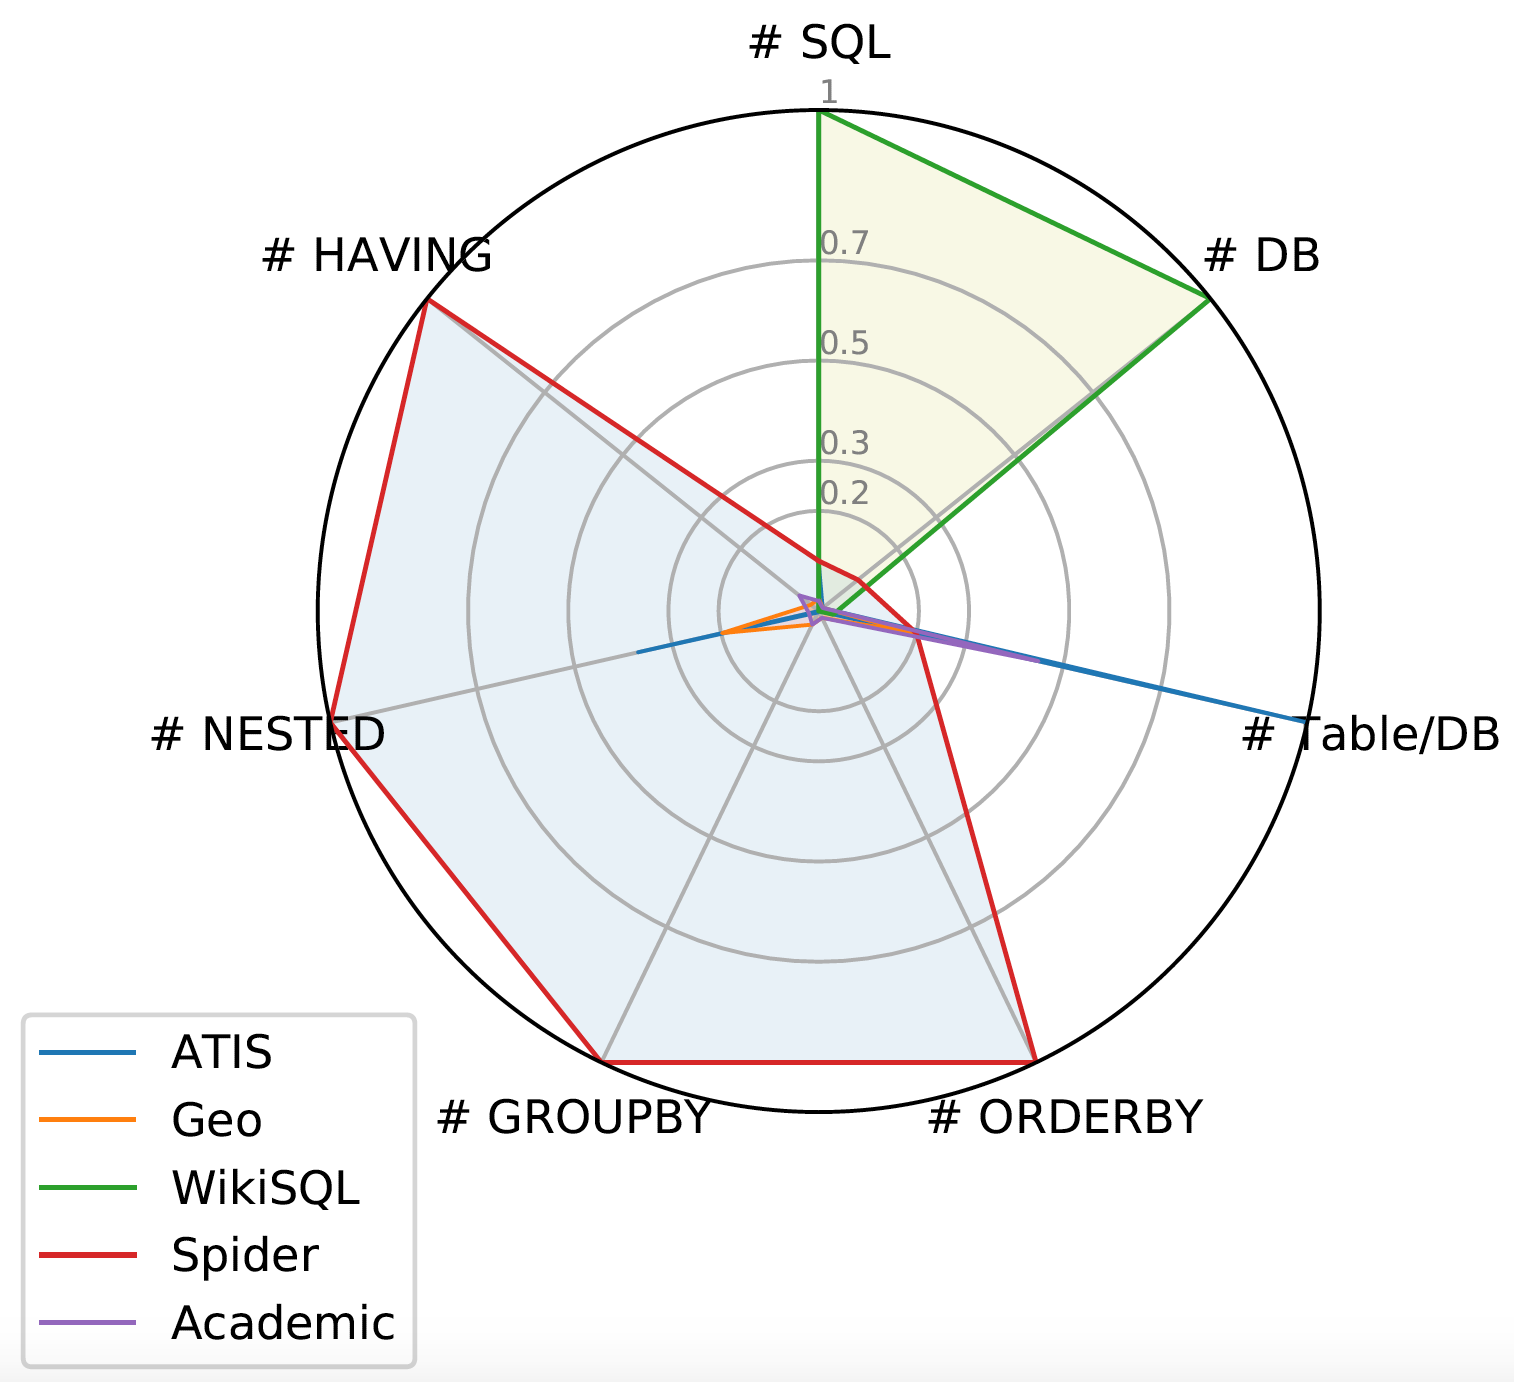 # SQL
1
# HAVING
0.7
# DB
0.5
0.3
0.2
# NESTED
# Table/DB
# GROUPBY
# ORDERBY
ATIS
Geo
WikiSQL
Spider
Academic